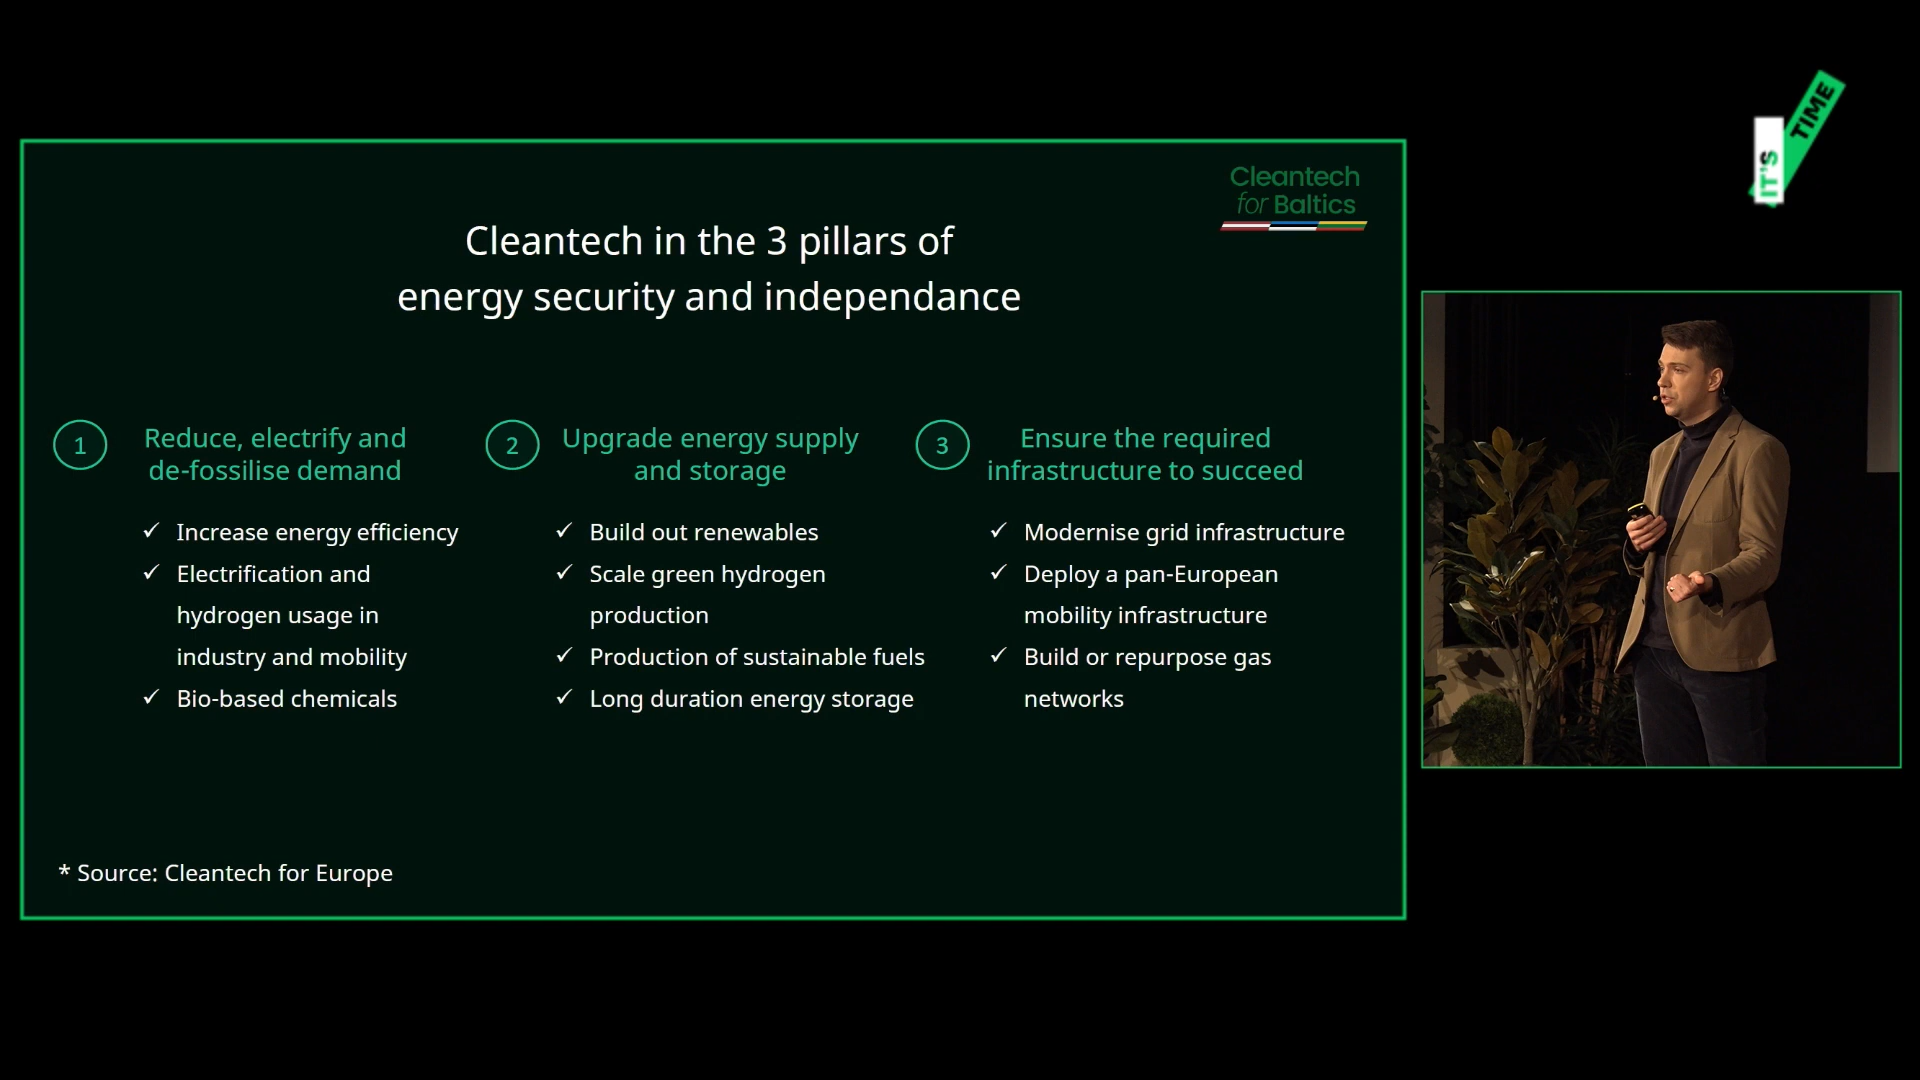 IT'S TIME
Cleantech
for Baltics
Cleantech in the 3 pillars of
energy security and independance
1
Reduce, electrify and
de-fossilise demand
✓ Increase energy efficiency
✓ Electrification and
hydrogen usage in
industry and mobility
✓ Bio-based chemicals
2
Upgrade energy supply
and storage
✓ Build out renewables
✓ Scale green hydrogen
production
✓ Production of sustainable fuels
✓ Long duration energy storage
3
Ensure the required
infrastructure to succeed
✓ Modernise grid infrastructure
✓ Deploy a pan-European
mobility infrastructure
✓ Build or repurpose gas
networks
* Source: Cleantech for Europe